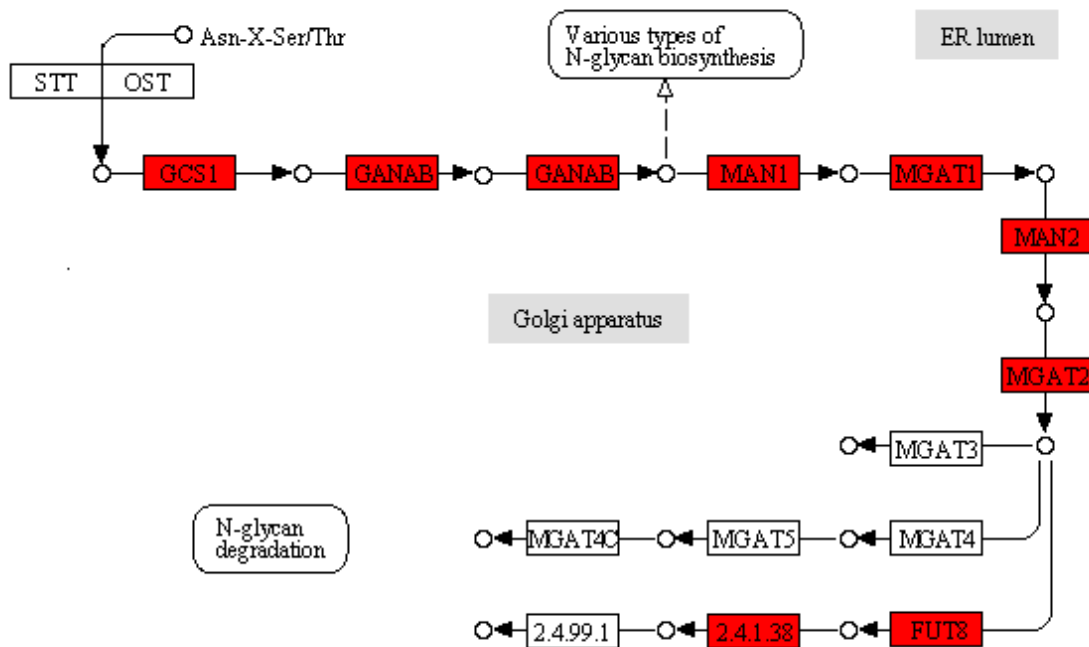 Asn-X-Ser/Thr
Various types of
N-glycan biosynthesis
ER lumen
STT OST
GCS1 GANAB GANAB MAN1 MGAT1
MAN2
Golgi apparatus
MGAT2
MGAT3
N-glycan
degradation
MGAT4C MGAT5 MGAT4
2.4.99.1 2.4.1.38 FUT8